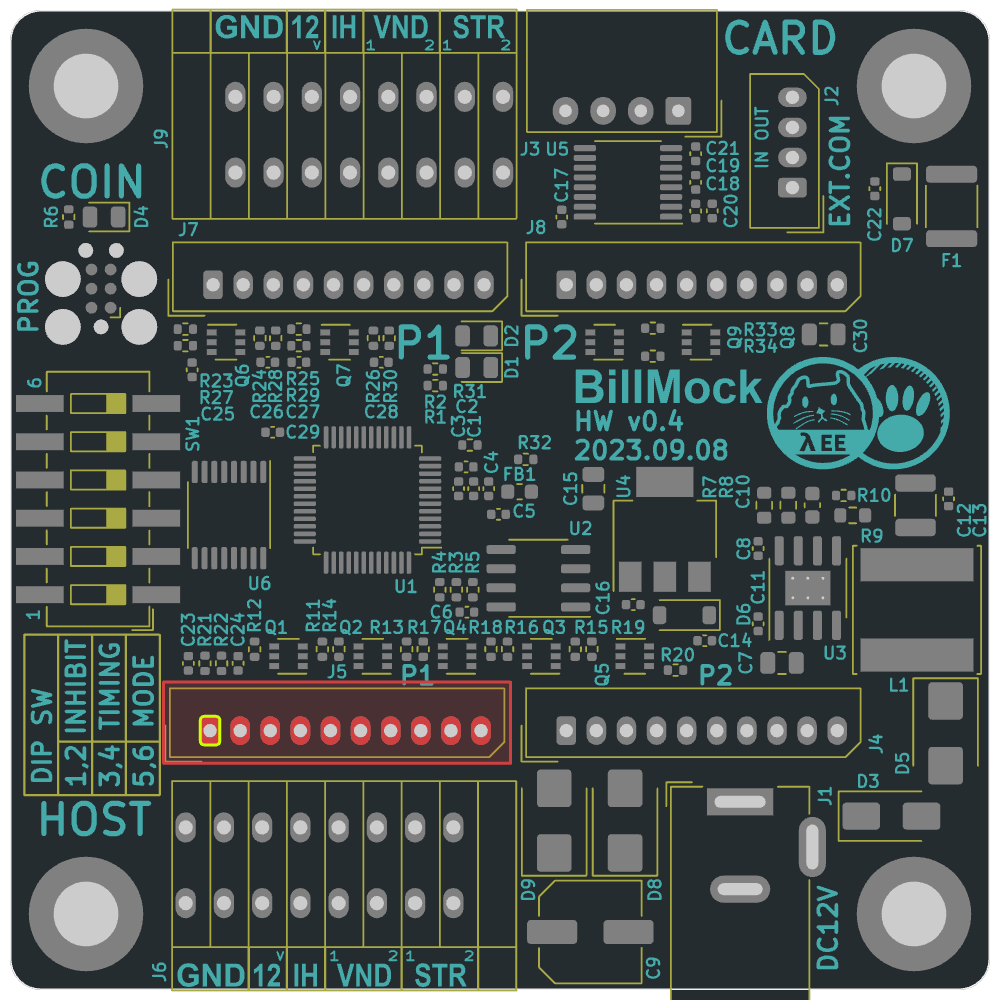 GND 12 IH VND STR
v 1 2 1 2
CARD
J9
J3 U5
J2
IN OUT
EXT.COM
C21
C19
C18
C17
C20
COIN
R6
D4
C22
D7
F1
PROG
J7
J8
P1
D2
D1
P2
Q9
R33
R34
Q8
C30
R23
R27
C25
Q6
R24
R28
C26
R25
R29
C27
Q7
R26
R30
C28
R31
R2
R1
C2
C3
C1
BillMock
HW v0.4
2023.09.08
λEE
6
SW1
C29
R32
C4
FB1
C5
C15
U4
R7
R8
C10
R10
R9
C12
C13
U2
U6
U1
R4
R3
R5
C6
C16
C8
C11
D6
U3
C14
C7
L1
1
C23
R21
R22
C24
R12
Q1
R11
R14
Q2
R13
R17
Q4
R18
R16
Q3
R15
R19
Q5
R20
J5
P1
P2
DIP SW
1,2 INHIBIT
3,4 TIMING
5,6 MODE
J4
D5
D3
J1
HOST
D9
D8
C9
DC12V
J6
v 1 2 1 2
GND 12 IH VND STR